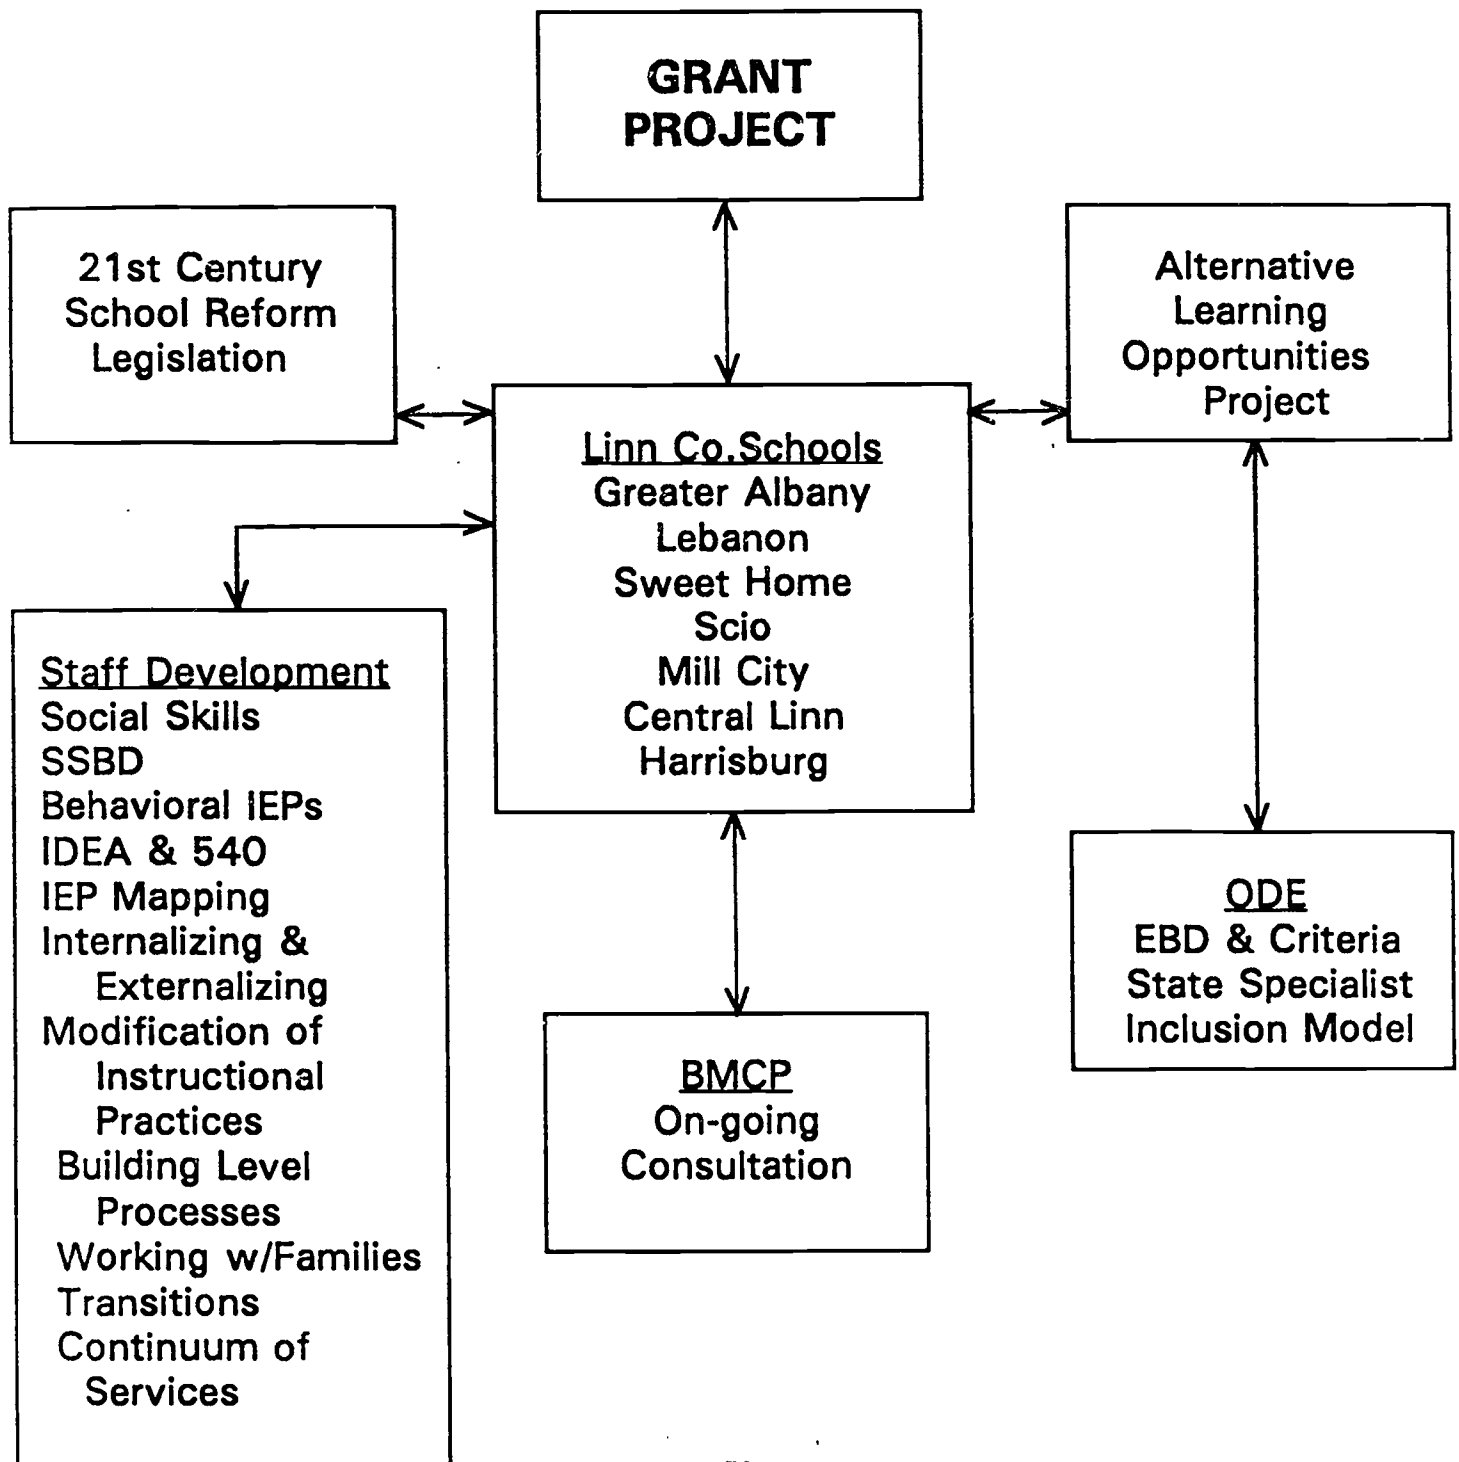 GRANT
PROJECT
21st Century
School Reform
Legislation
Alternative
Learning
Opportunities
Project
Linn Co.Schools
Greater Albany
Lebanon
Sweet Home
Scio
Mill City
Central Linn
Harrisburg
Staff Development
Social Skills
SSBD
Behavioral IEPs
IDEA & 540
IEP Mapping
Internalizing &
Externalizing
Modification of
Instructional
Practices
Building Level
Processes
Working w/Families
Transitions
Continuum of
Services
BMCP
On-going
Consultation
ODE
EBD & Criteria
State Specialist
Inclusion Model